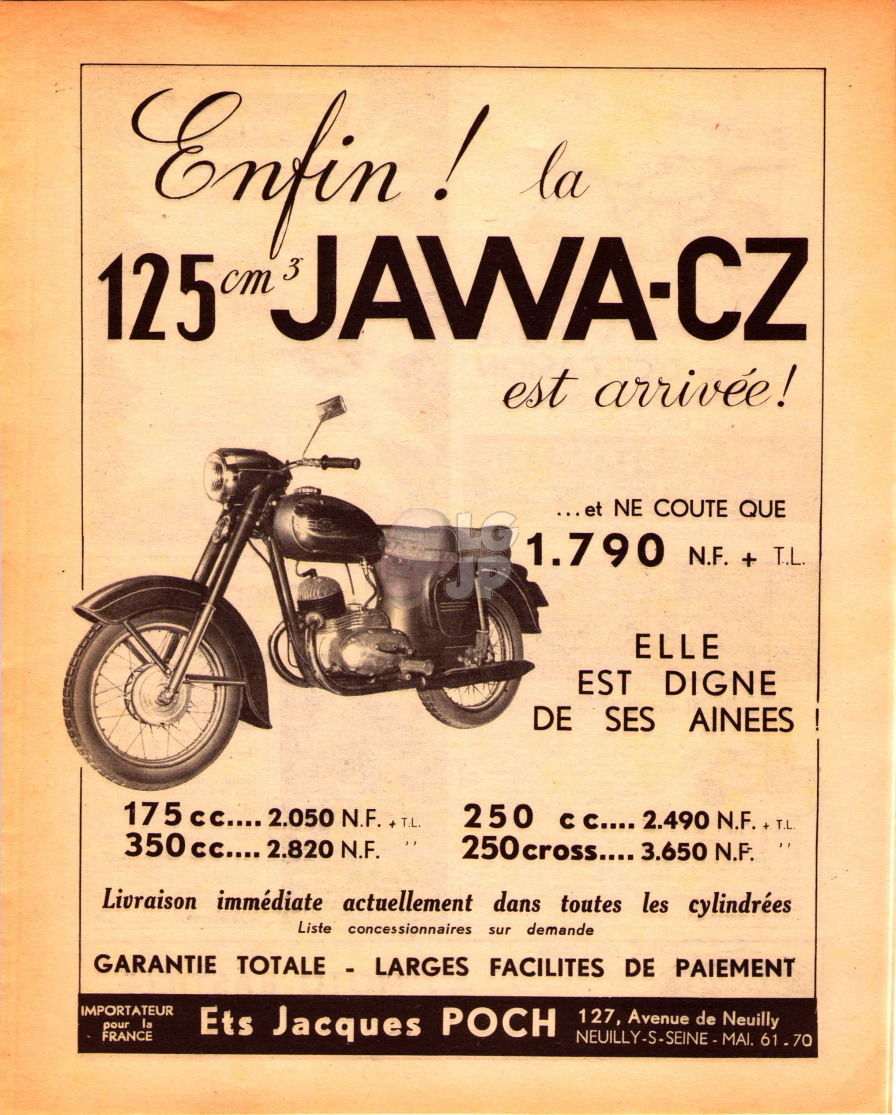 Enfin ! la
125 cm³ JAWA-CZ
est arrivée !
...et NE COUTE QUE
1.790 N.F. + T.L.
LG
JP
ELLE
EST DIGNE
DE SES AINEES !
175 cc.... 2.050 N.F. + T.L.
350 cc.... 2.820 N.F. ''
250 cc.... 2.490 N.F. + T.L.
250 cross.... 3.650 N.F. ''
Livraison immédiate actuellement dans toutes les cylindrées
Liste concessionnaires sur demande
GARANTIE TOTALE - LARGES FACILITES DE PAIEMENT
IMPORTATEUR
pour la
FRANCE
Ets Jacques POCH
127, Avenue de Neuilly
NEUILLY-S-SEINE - MAI. 61-70